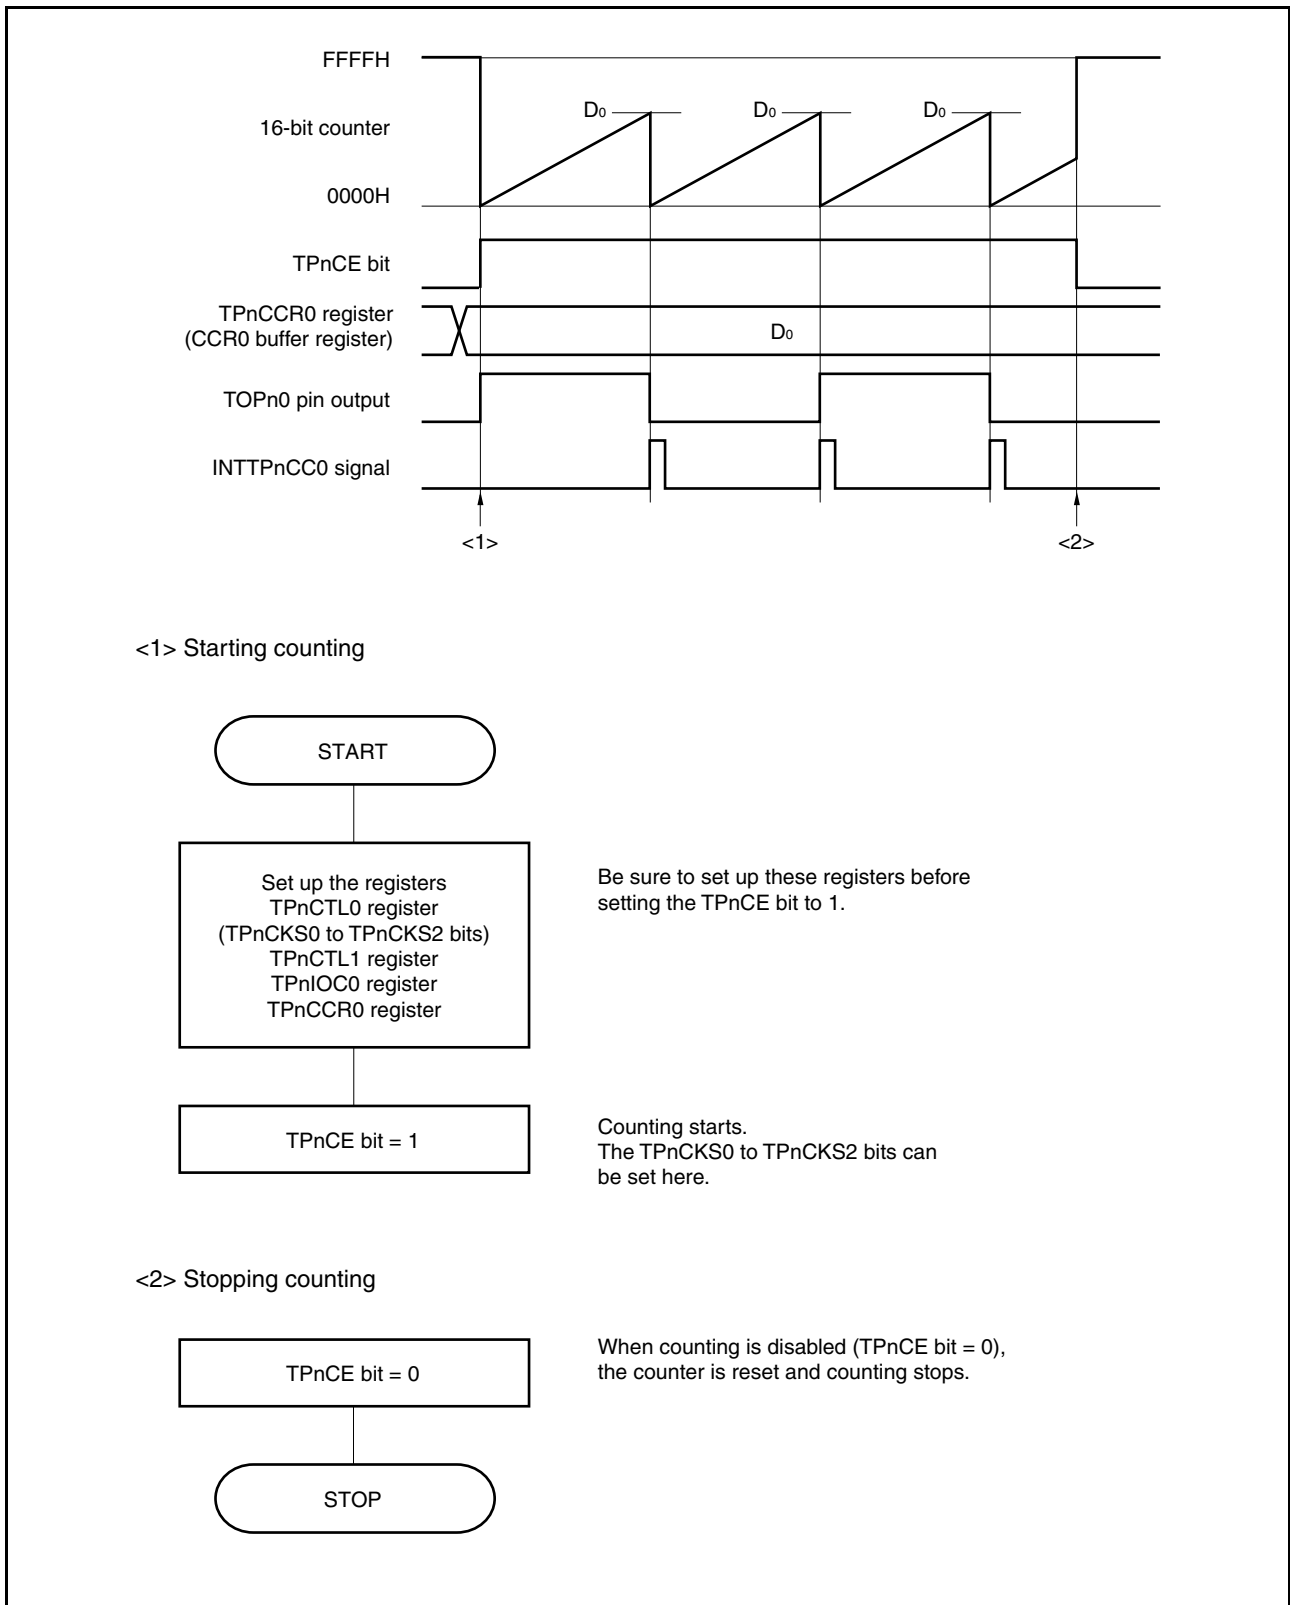 FFFFH
16-bit counter
0000H
D0
D0
D0
TPnCE bit
TPnCCR0 register
(CCR0 buffer register)
D0
TOPn0 pin output
INTTPnCC0 signal
<1>
<2>
<1> Starting counting
START
Set up the registers
TPnCTL0 register
(TPnCKS0 to TPnCKS2 bits)
TPnCTL1 register
TPnIOC0 register
TPnCCR0 register
Be sure to set up these registers before
setting the TPnCE bit to 1.
TPnCE bit = 1
Counting starts.
The TPnCKS0 to TPnCKS2 bits can
be set here.
<2> Stopping counting
TPnCE bit = 0
When counting is disabled (TPnCE bit = 0),
the counter is reset and counting stops.
STOP